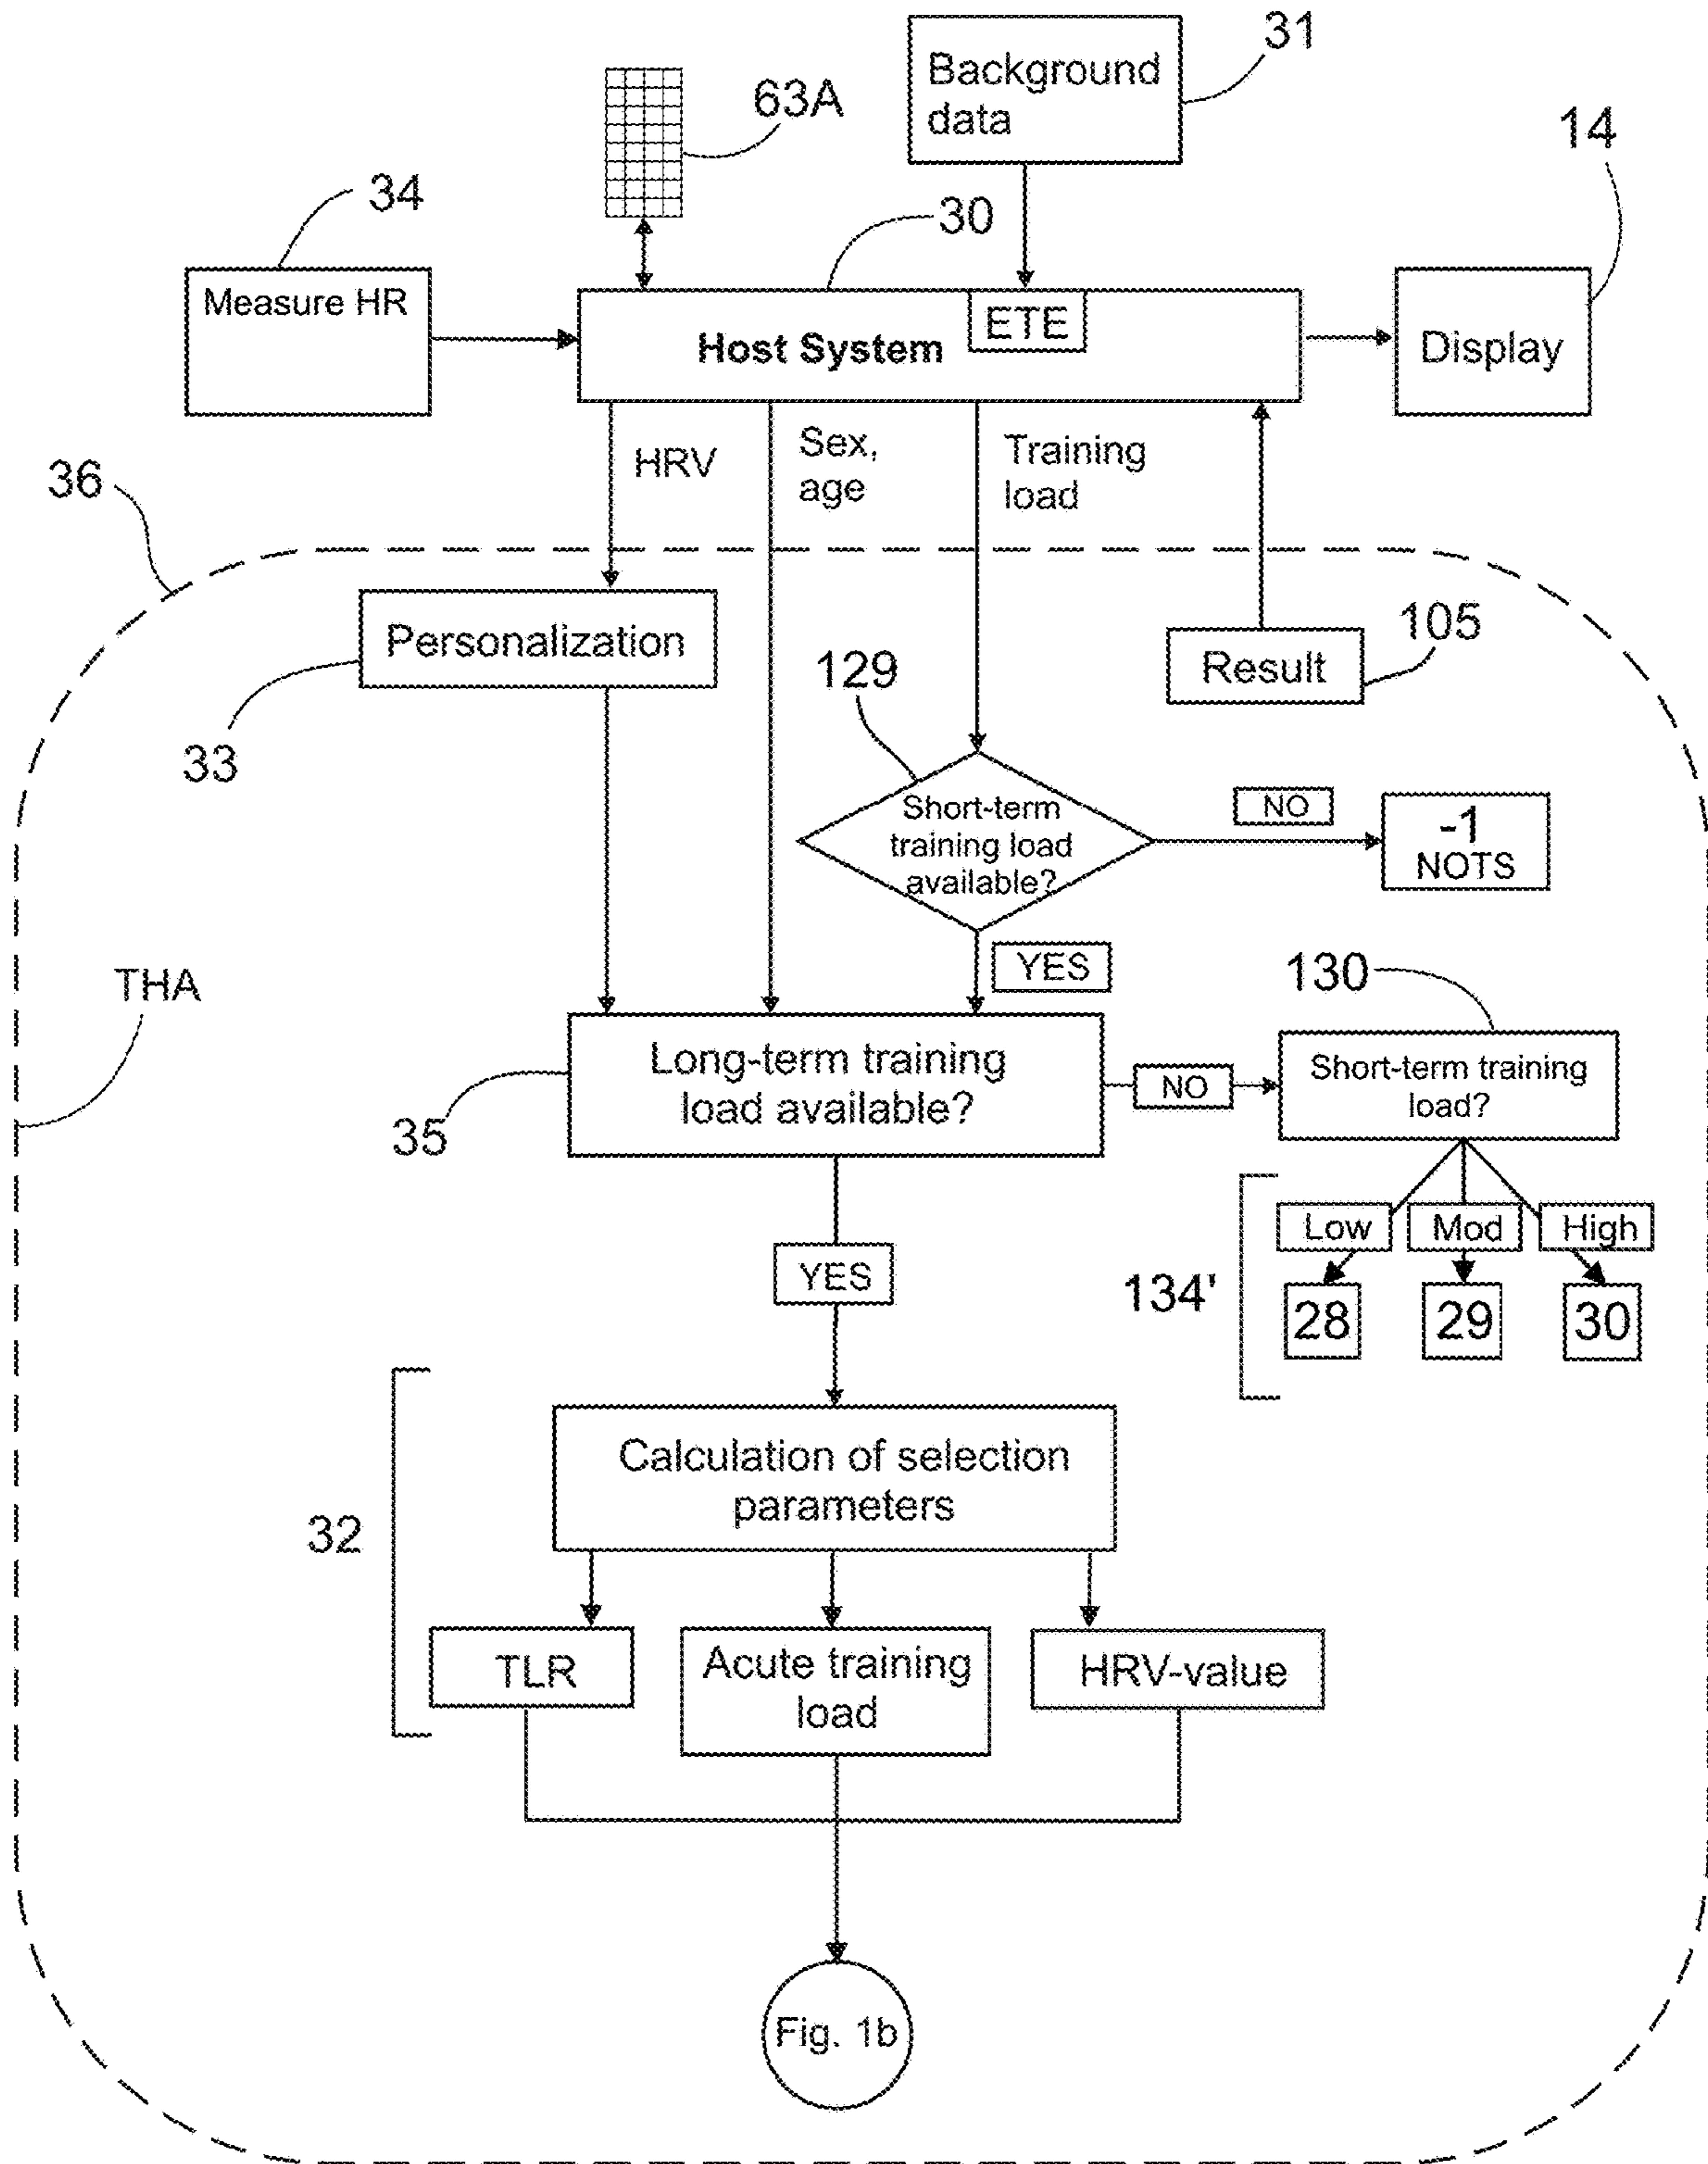 31
Background
data
63A
14
34
30
Measure HR
ETE
Host System
Display
HRV
Sex,
age
Training
load
36
Personalization
105
Result
129
33
Short-term
training load
available?
NO
-1
NOTS
YES
THA
130
Long-term training
load available?
NO
Short-term training
load?
35
Low
Mod
High
YES
134'
28
29
30
Calculation of selection
parameters
32
TLR
Acute training
load
HRV-value
Fig. 1b